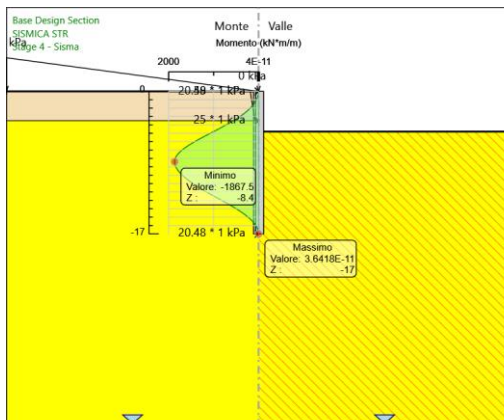 Base Design Section
SISMICA STR
Stage 4 - Sisma
kPa
Monte Valle
Momento (kN*m/m)
2000 4E-11
0 kPa
0
* 1 kPa
25 * 1 kPa
Minimo
Valore: -1867.5
Z : -8.4
-17
20.48 * 1 kPa
Massimo
Valore: 3.6418E-11
Z : -17